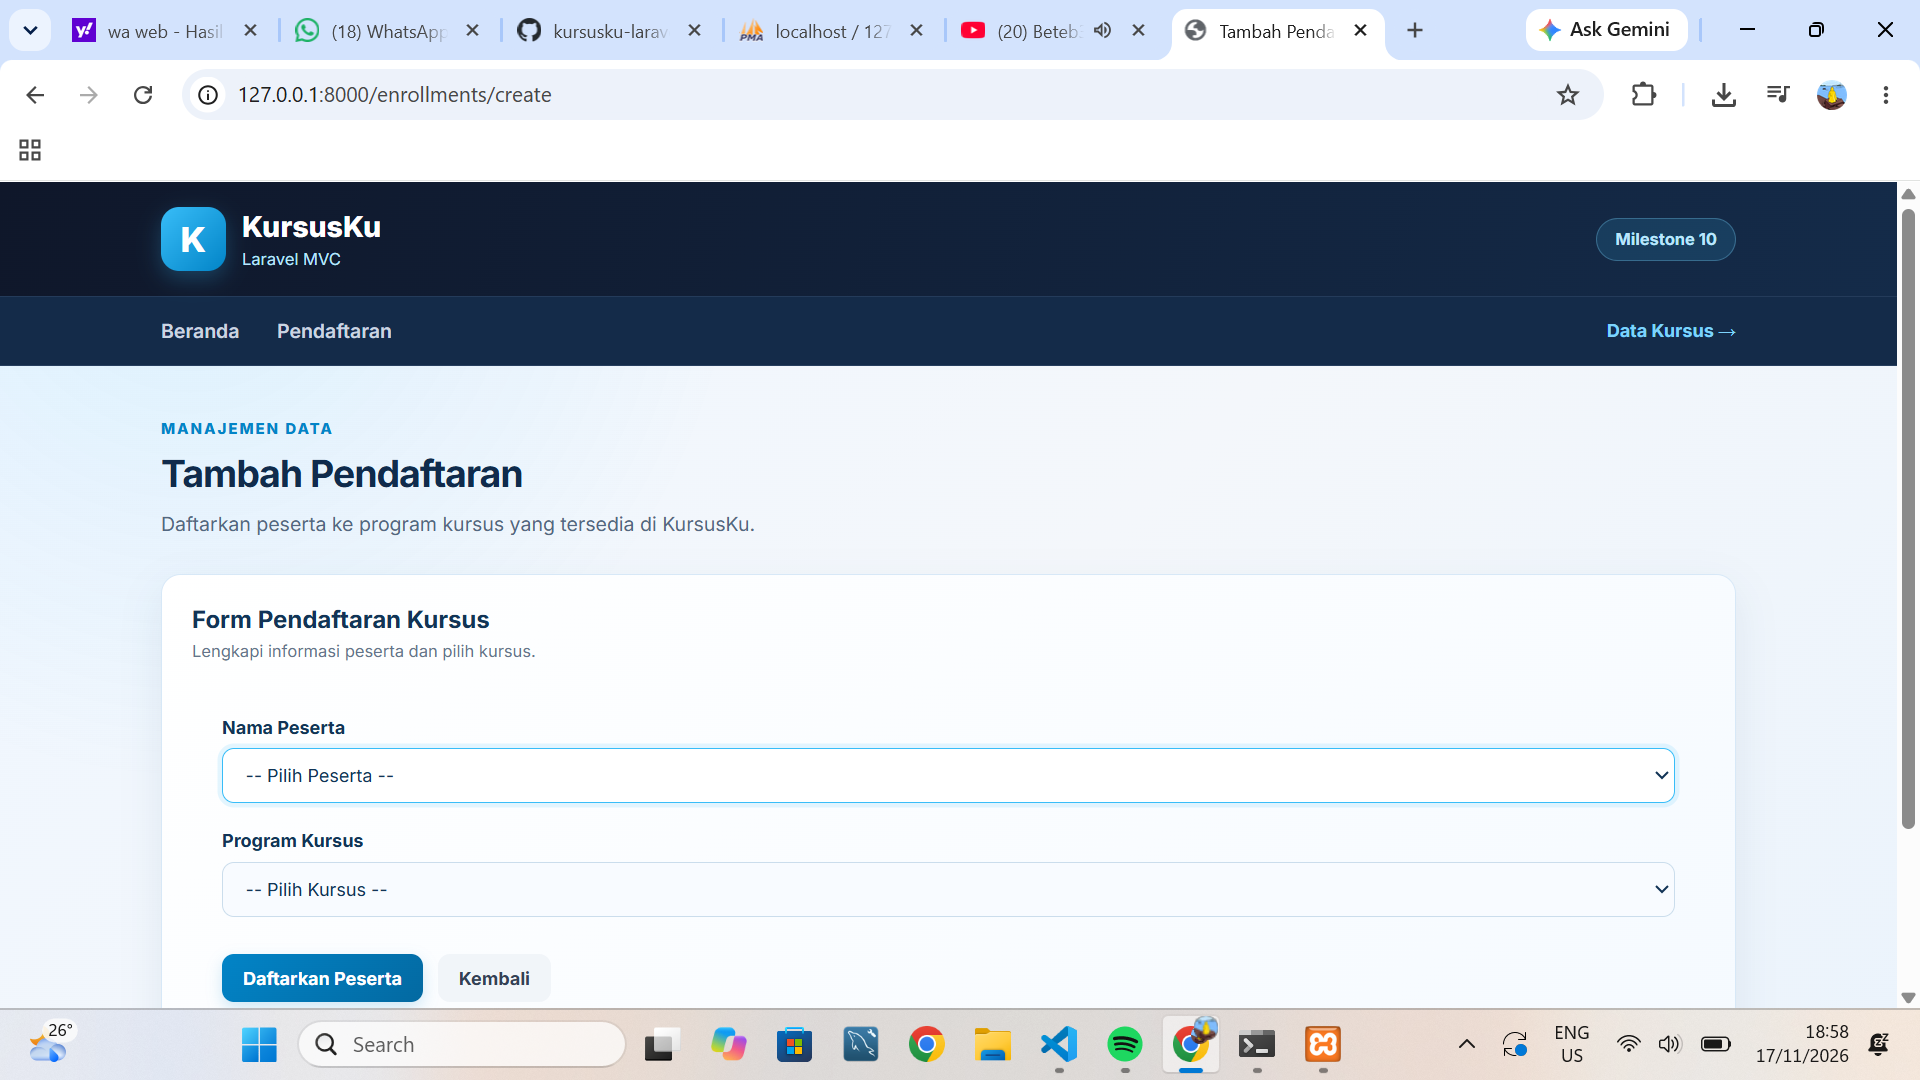 wa web - Hasil
(18) WhatsApp
kursusku-larav
localhost / 127
(20) Beteb
Tambah Penda
Ask Gemini
127.0.0.1:8000/enrollments/create
K
KursusKu
Laravel MVC
Milestone 10
Beranda
Pendaftaran
Data Kursus →
MANAJEMEN DATA
Tambah Pendaftaran
Daftarkan peserta ke program kursus yang tersedia di KursusKu.
Form Pendaftaran Kursus
Lengkapi informasi peserta dan pilih kursus.
Nama Peserta
-- Pilih Peserta --
Program Kursus
-- Pilih Kursus --
Daftarkan Peserta
Kembali
26°
Search
ENG
US
18:58
17/11/2026